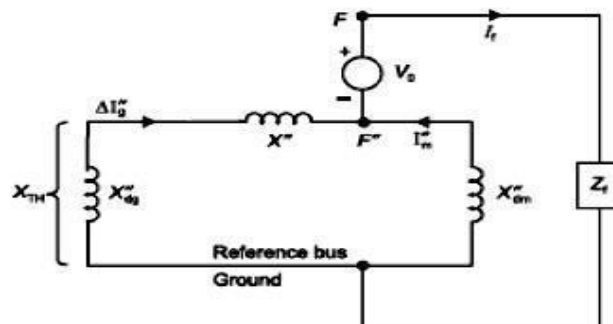 F
I_f
+
V_0
−
ΔI″_g
I″_m
X″
F″
X_TH
X″_dg
X″_dm
Z_f
Reference bus
Ground